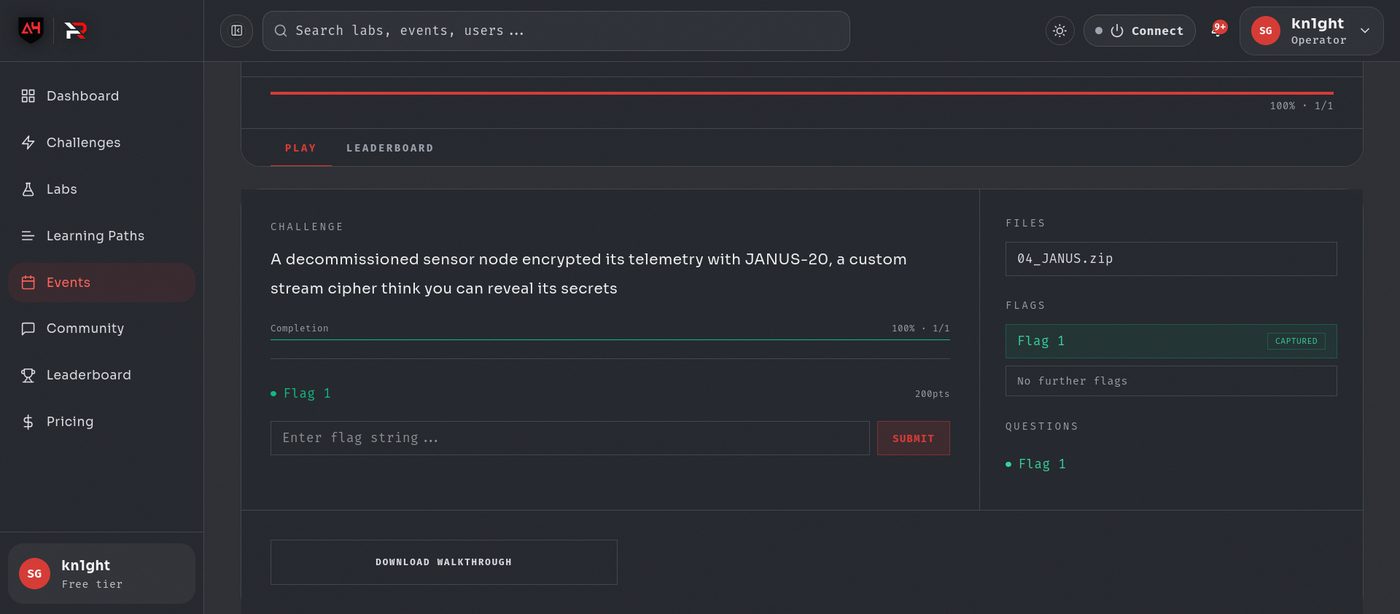 AH
R
Search labs, events, users...
Connect
9+
SG
kn1ght
Operator
Dashboard
Challenges
Labs
Learning Paths
Events
Community
Leaderboard
Pricing
SG
kn1ght
Free tier
100% · 1/1
PLAY
LEADERBOARD
CHALLENGE
A decommissioned sensor node encrypted its telemetry with JANUS-20, a custom
stream cipher think you can reveal its secrets
Completion
100% · 1/1
Flag 1
200pts
Enter flag string...
SUBMIT
DOWNLOAD WALKTHROUGH
FILES
04_JANUS.zip
FLAGS
Flag 1
CAPTURED
No further flags
QUESTIONS
Flag 1